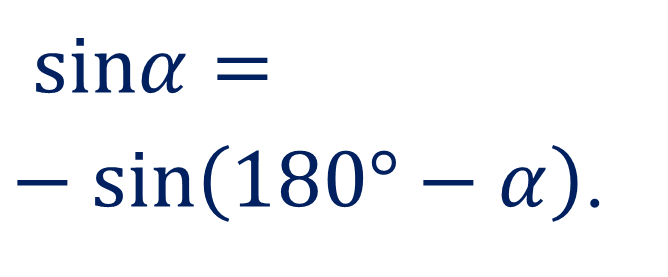 sinα =
− sin(180° − α).